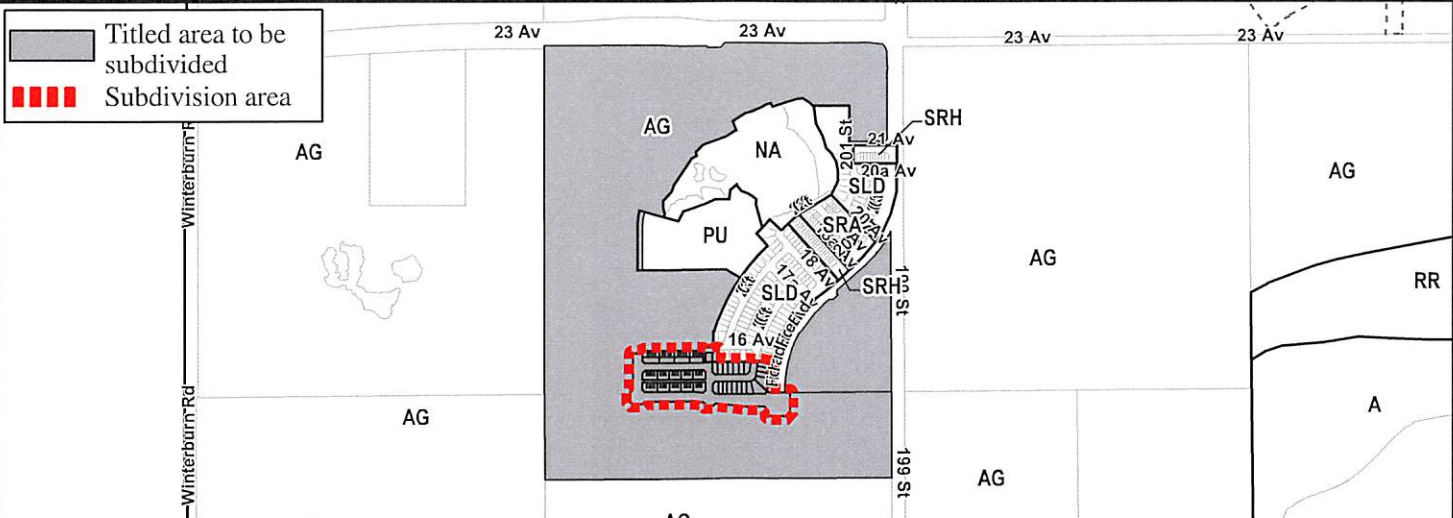 Titled area to be
subdivided
Subdivision area
23 Av
23 Av
23 Av
23 Av
Winterburn R
Winterburn Rd
AG
AG
AG
AG
AG
AG
NA
PU
201 St
21 Av
SRH
20a Av
SLD
SRA
18 Av
SRH
SLD
16 Av
199 St
AG
RR
A